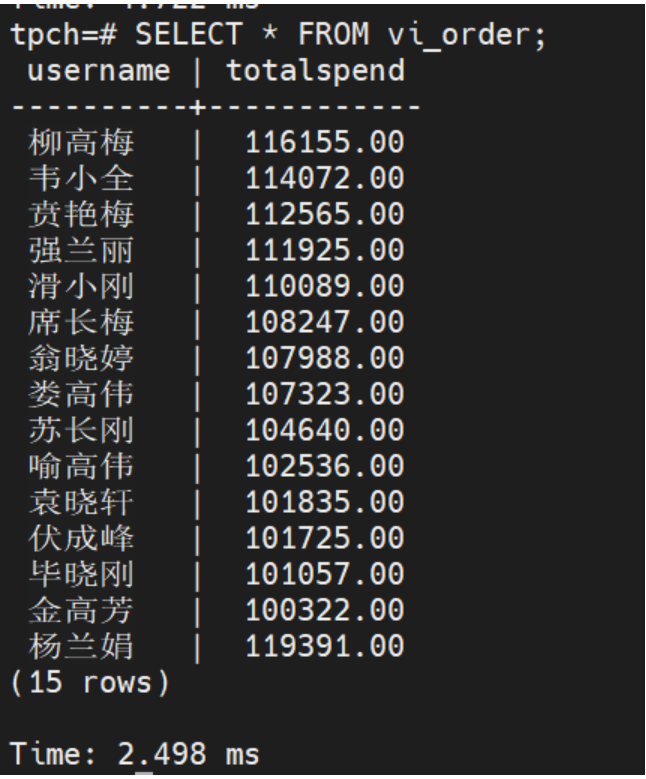 tpch=# SELECT * FROM vi_order;
username | totalspend
----------+------------
柳高梅 | 116155.00
韦小全 | 114072.00
贲艳梅 | 112565.00
强兰丽 | 111925.00
滑小刚 | 110089.00
席长梅 | 108247.00
翁晓婷 | 107988.00
娄高伟 | 107323.00
苏长刚 | 104640.00
喻高伟 | 102536.00
袁晓轩 | 101835.00
伏成峰 | 101725.00
毕晓刚 | 101057.00
金高芳 | 100322.00
杨兰娟 | 119391.00
(15 rows)
Time: 2.498 ms